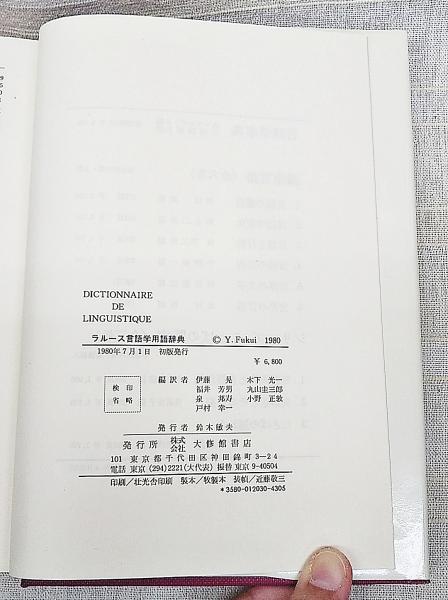 DICTIONNAIRE
DE
LINGUISTIQUE
ラルース言語学用語辞典 © Y. Fukui 1980
1980年7月1日 初版発行
¥ 6,800
検印
省略
編訳者 伊藤 晃 木下光一
福井芳男 丸山圭三郎
泉 邦寿 小野正敦
戸村幸一
発行者 鈴木敏夫
発行所 株式会社 大修館書店
101 東京都千代田区神田錦町3−24
電話 東京(294)2221(大代表) 振替 東京9-40504
印刷/壮光舎印刷 製本/牧製本 装幀/近藤敬三
*3580-012030-4305